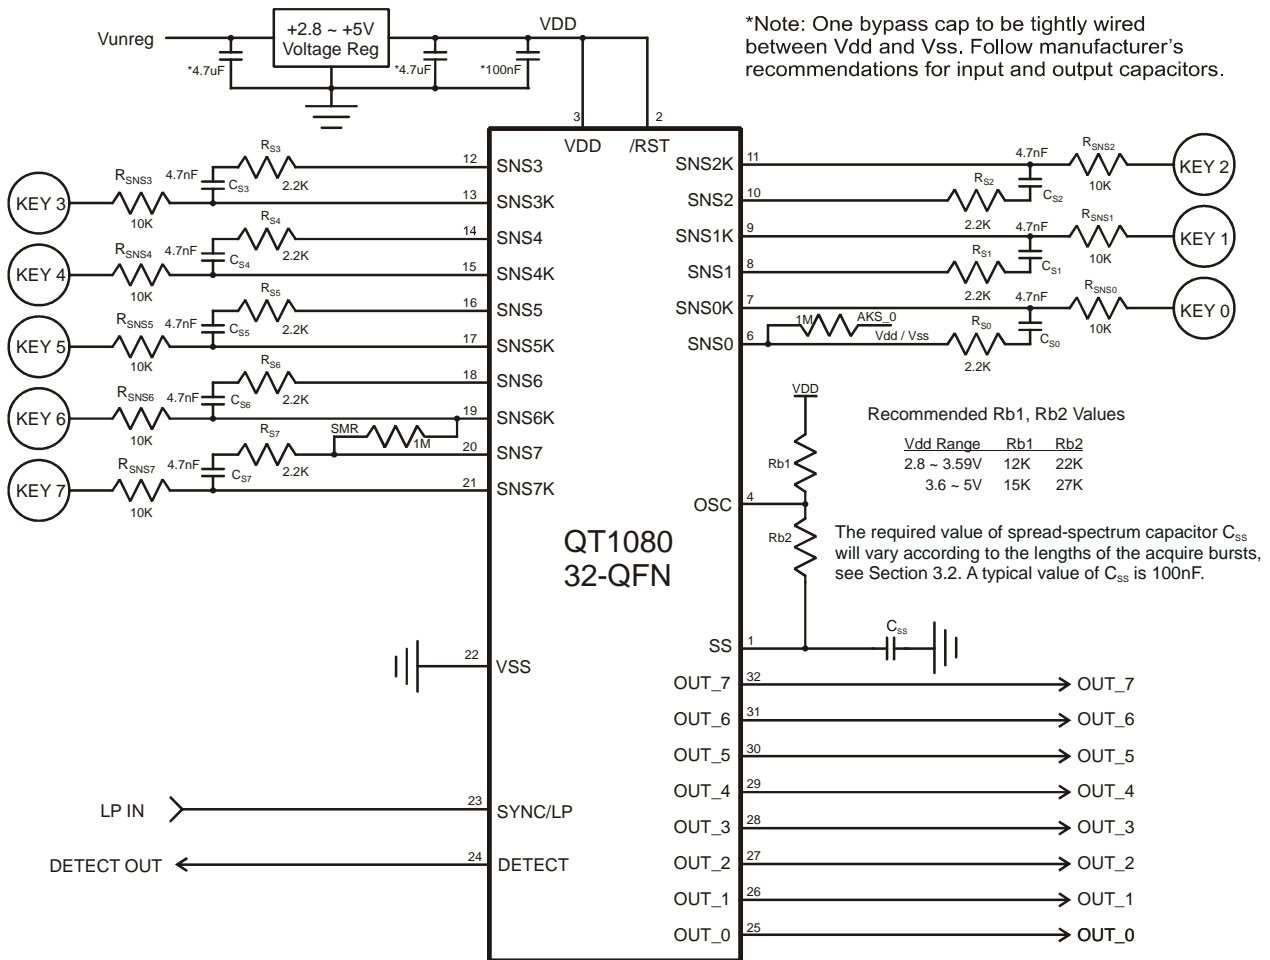 Vunreg
+2.8 ~ +5V
Voltage Reg
VDD
*4.7uF
*4.7uF
*100nF
*Note: One bypass cap to be tightly wired
between Vdd and Vss. Follow manufacturer's
recommendations for input and output capacitors.
3
2
VDD
/RST
KEY 3
RSNS3
10K
4.7nF
CS3
RS3
2.2K
12
SNS3
13
SNS3K
KEY 4
RSNS4
10K
4.7nF
CS4
RS4
2.2K
14
SNS4
15
SNS4K
KEY 5
RSNS5
10K
4.7nF
CS5
RS5
2.2K
16
SNS5
17
SNS5K
KEY 6
RSNS6
10K
4.7nF
CS6
RS6
2.2K
18
SNS6
19
SNS6K
SMR
1M
KEY 7
RSNS7
10K
4.7nF
CS7
RS7
2.2K
20
SNS7
21
SNS7K
SNS2K
11
4.7nF
RSNS2
10K
KEY 2
SNS2
10
RS2
2.2K
CS2
SNS1K
9
4.7nF
RSNS1
10K
KEY 1
SNS1
8
RS1
2.2K
CS1
SNS0K
7
4.7nF
RSNS0
10K
KEY 0
1M
AKS_0
Vdd / Vss
SNS0
6
RS0
2.2K
CS0
VDD
Rb1
OSC
4
Rb2
Recommended Rb1, Rb2 Values
Vdd Range Rb1 Rb2
2.8 ~ 3.59V 12K 22K
3.6 ~ 5V 15K 27K
The required value of spread-spectrum capacitor CSS
will vary according to the lengths of the acquire bursts,
see Section 3.2. A typical value of CSS is 100nF.
QT1080
32-QFN
SS
1
CSS
22
VSS
OUT_7
32
OUT_7
OUT_6
31
OUT_6
OUT_5
30
OUT_5
OUT_4
29
OUT_4
OUT_3
28
OUT_3
OUT_2
27
OUT_2
OUT_1
26
OUT_1
OUT_0
25
OUT_0
LP IN
23
SYNC/LP
DETECT OUT
24
DETECT